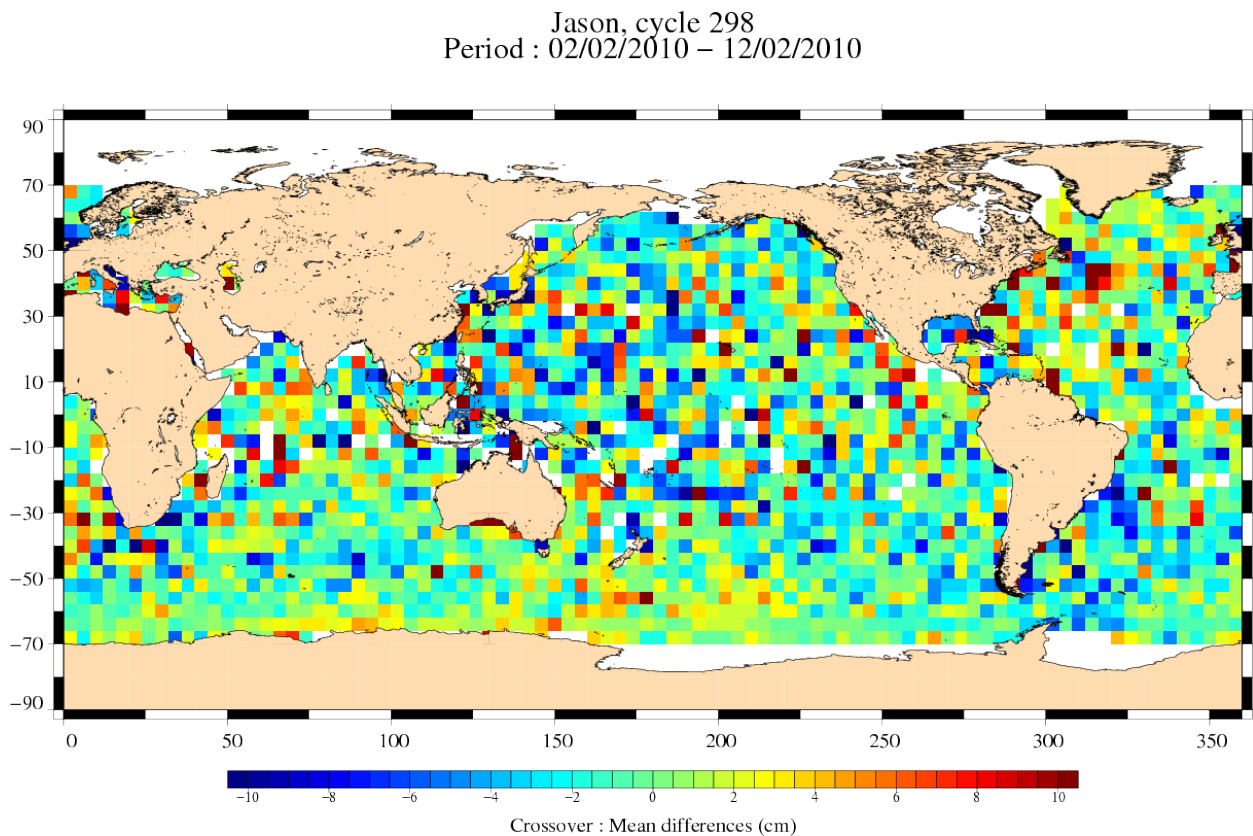 Jason, cycle 298
Period : 02/02/2010 − 12/02/2010
90
70
50
30
10
−10
−30
−50
−70
−90
0 50 100 150 200 250 300 350
−10 −8 −6 −4 −2 0 2 4 6 8 10
Crossover : Mean differences (cm)